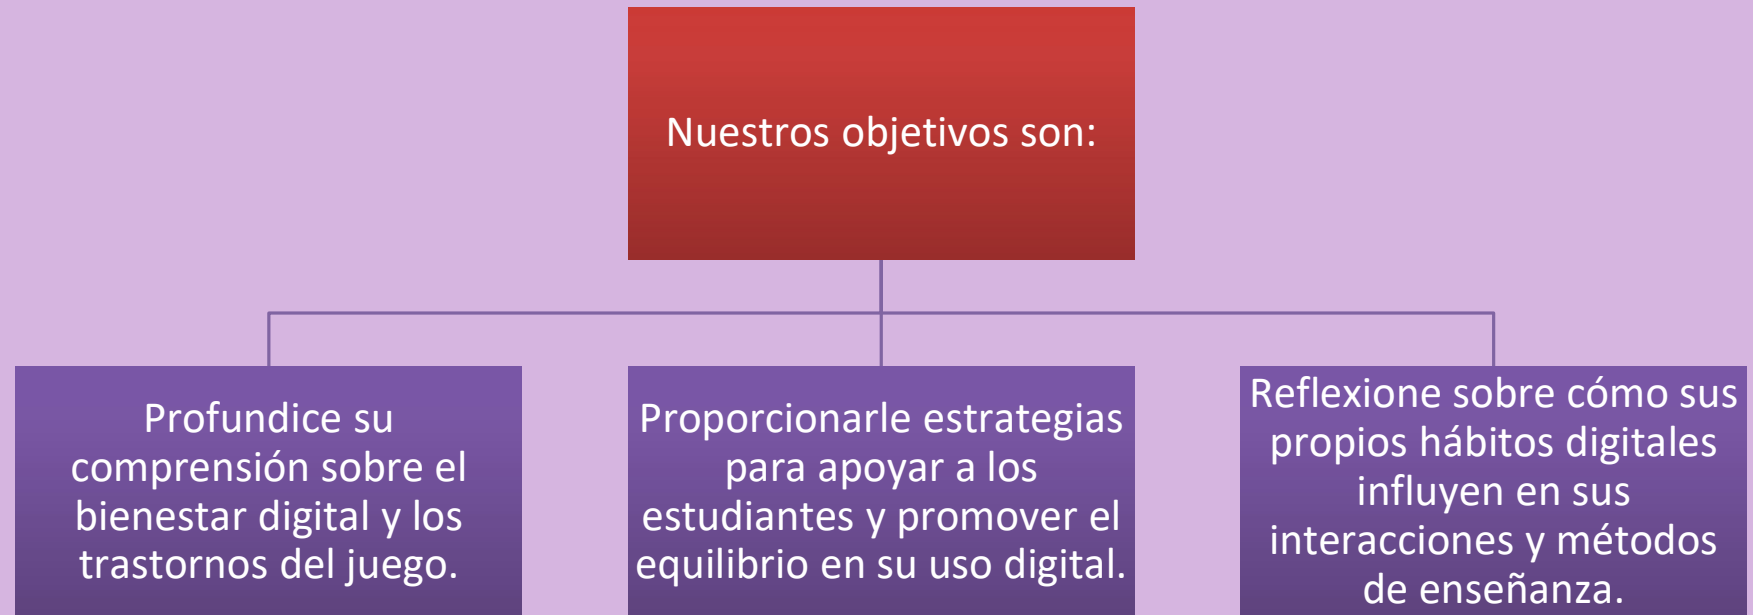 Nuestros objetivos son:
Profundice su
comprensión sobre el
bienestar digital y los
trastornos del juego.
Proporcionarle estrategias
para apoyar a los
estudiantes y promover el
equilibrio en su uso digital.
Reflexione sobre cómo sus
propios hábitos digitales
influyen en sus
interacciones y métodos
de enseñanza.